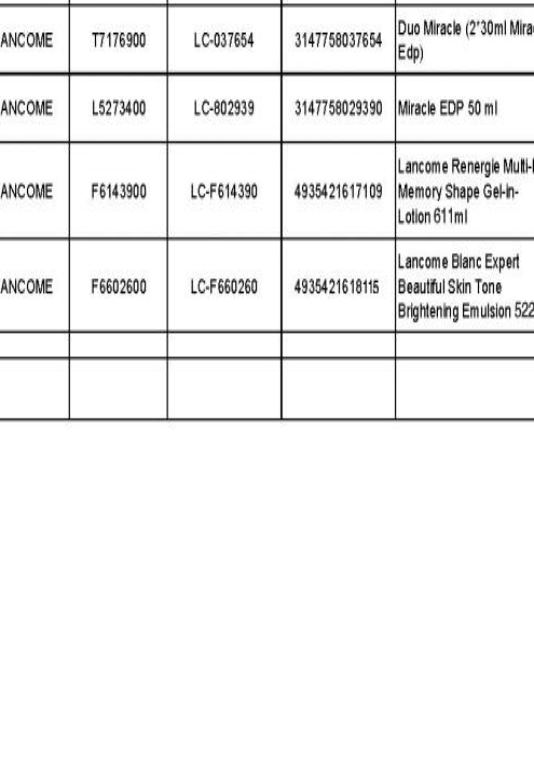 ANCOME T7176900 LC-037654 3147758037654 Duo Miracle (2*30ml Mira
Edp)
ANCOME L5273400 LC-802939 3147758029390 Miracle EDP 50 ml
ANCOME F6143900 LC-F614390 4935421617109 Lancome Renergie Multi-
Memory Shape Gel-in-
Lotion 611ml
ANCOME F6602600 LC-F660260 4935421618115 Lancome Blanc Expert
Beautiful Skin Tone
Brightening Emulsion 522